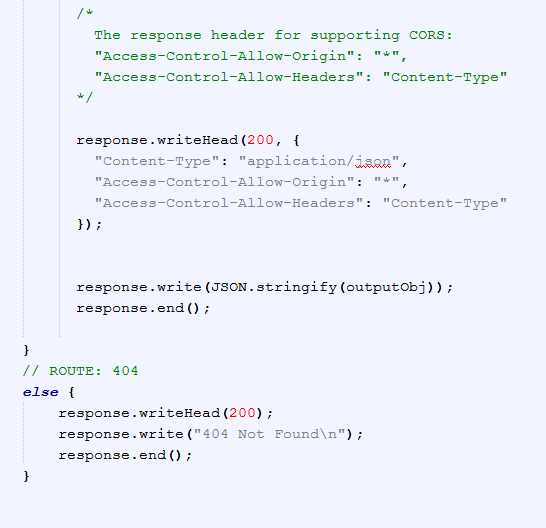 /*
  The response header for supporting CORS:
  "Access-Control-Allow-Origin": "*",
  "Access-Control-Allow-Headers": "Content-Type"
*/
response.writeHead(200, {
  "Content-Type": "application/json",
  "Access-Control-Allow-Origin": "*",
  "Access-Control-Allow-Headers": "Content-Type"
});
response.write(JSON.stringify(outputObj));
response.end();
}
// ROUTE: 404
else {
    response.writeHead(200);
    response.write("404 Not Found\n");
    response.end();
}